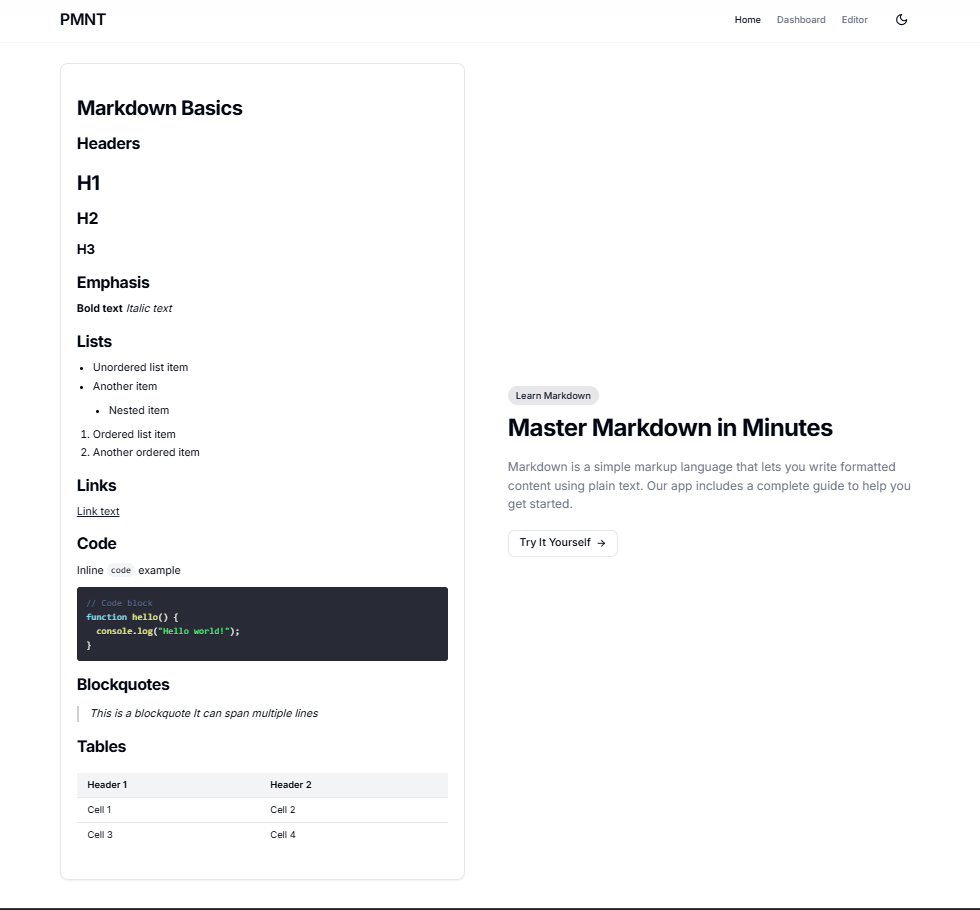 PMNT
Home Dashboard Editor
Markdown Basics
Headers
H1
H2
H3
Emphasis
Bold text Italic text
Lists
• Unordered list item
• Another item
• Nested item
1. Ordered list item
2. Another ordered item
Links
Link text
Code
Inline code example
// Code block
function hello() {
  console.log("Hello world!");
}
Blockquotes
This is a blockquote It can span multiple lines
Tables
Header 1 Header 2
Cell 1 Cell 2
Cell 3 Cell 4
Learn Markdown
Master Markdown in Minutes
Markdown is a simple markup language that lets you write formatted
content using plain text. Our app includes a complete guide to help you
get started.
Try It Yourself →